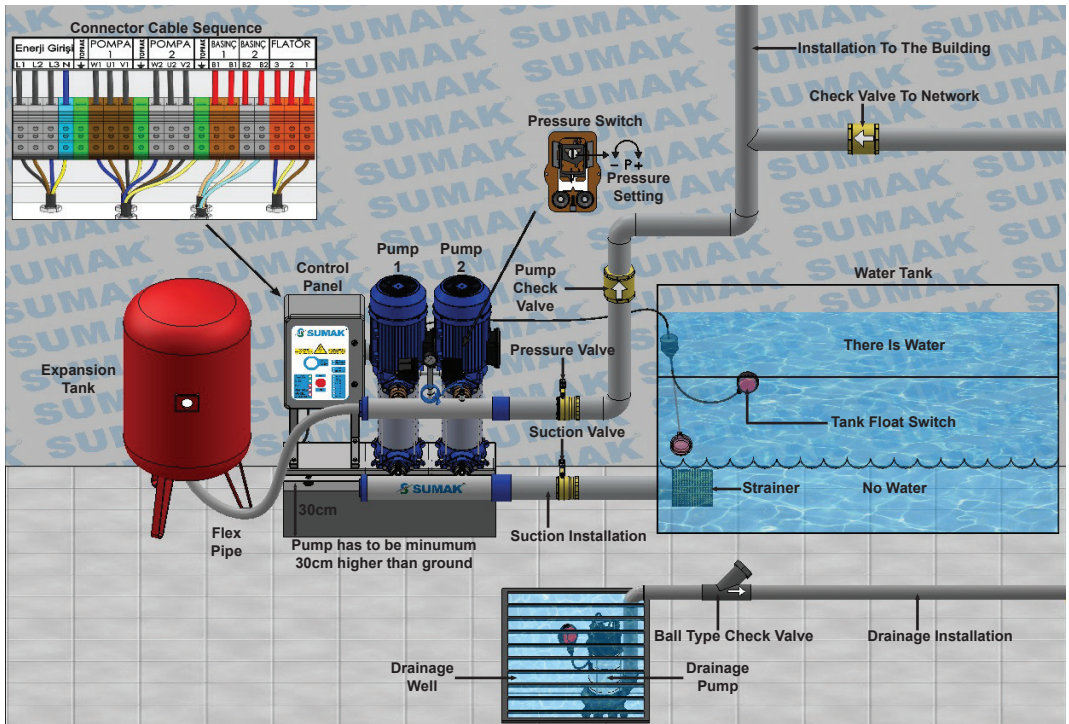 Connector Cable Sequence
Enerji Girişi
TOPRAK
POMPA
1
TOPRAK
POMPA
2
TOPRAK
BASINÇ
1
BASINÇ
2
FLATÖR
L1 L2 L3 N W1 U1 V1 W2 U2 V2 B1 B1 B2 B2 3 2 1
Installation To The Building
Check Valve To Network
Pressure Switch
- P +
Pressure
Setting
Pump
1
Pump
2
Control
Panel
Pump
Check
Valve
Water Tank
SUMAK
There Is Water
Pressure Valve
Expansion
Tank
Tank Float Switch
Suction Valve
SUMAK
Strainer
No Water
30cm
Flex
Pipe
Suction Installation
Pump has to be minumum
30cm higher than ground
Ball Type Check Valve
Drainage Installation
Drainage
Well
Drainage
Pump
SUMAK